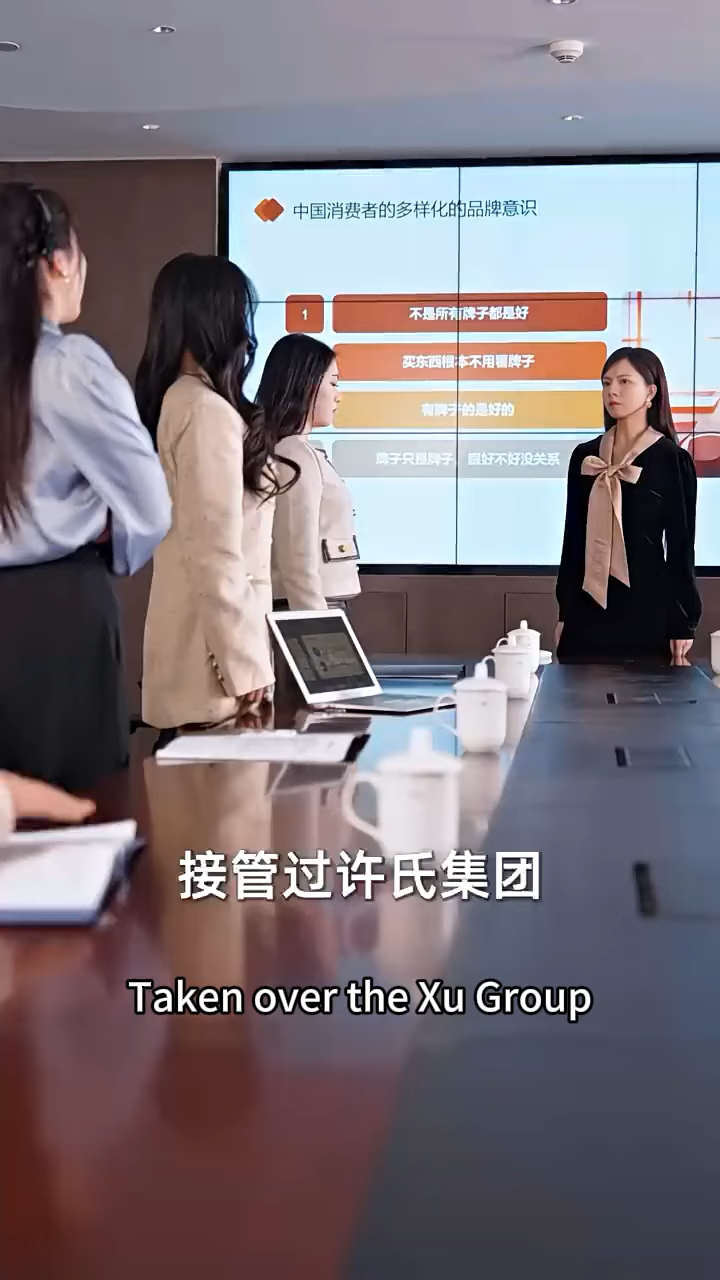 中国消费者的多样化的品牌意识
1
不是所有牌子都是好
买东西根本不用看牌子
有牌子的是好的
牌子只是牌子，跟好不好没关系
接管过许氏集团
Taken over the Xu Group